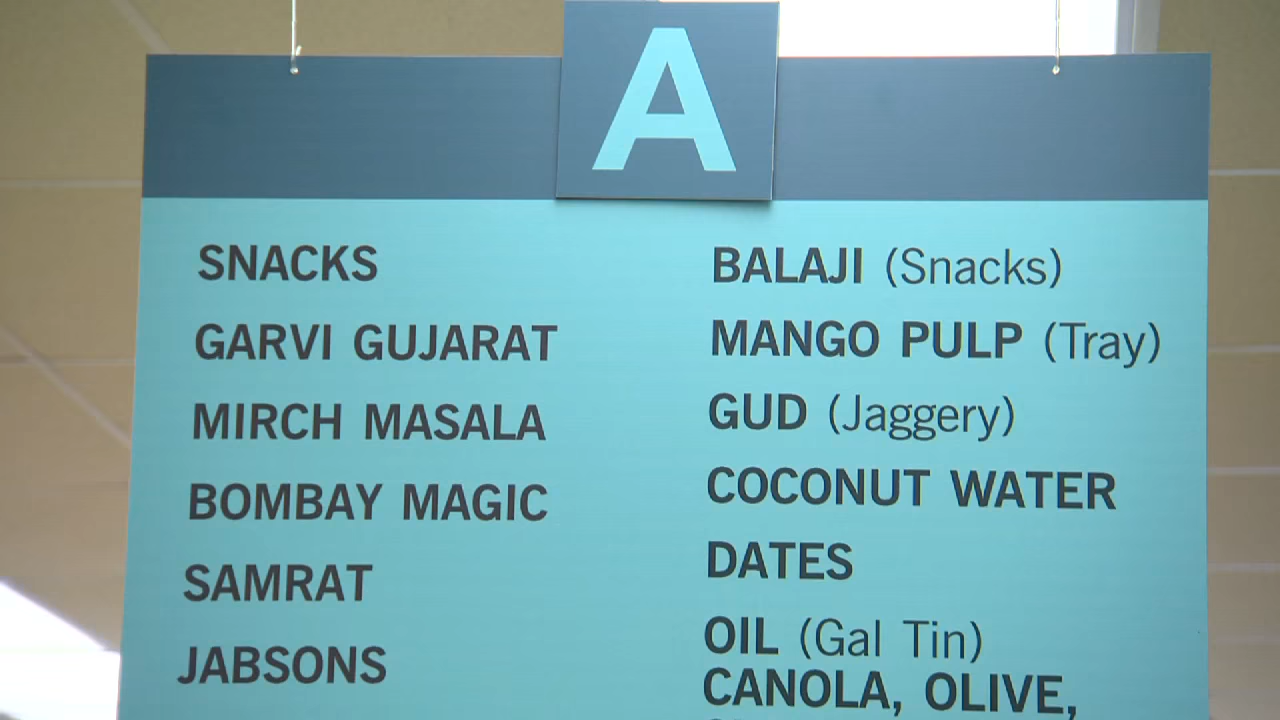 A
SNACKS
GARVI GUJARAT
MIRCH MASALA
BOMBAY MAGIC
SAMRAT
JABSONS
BALAJI (Snacks)
MANGO PULP (Tray)
GUD (Jaggery)
COCONUT WATER
DATES
OIL (Gal Tin)
CANOLA, OLIVE,